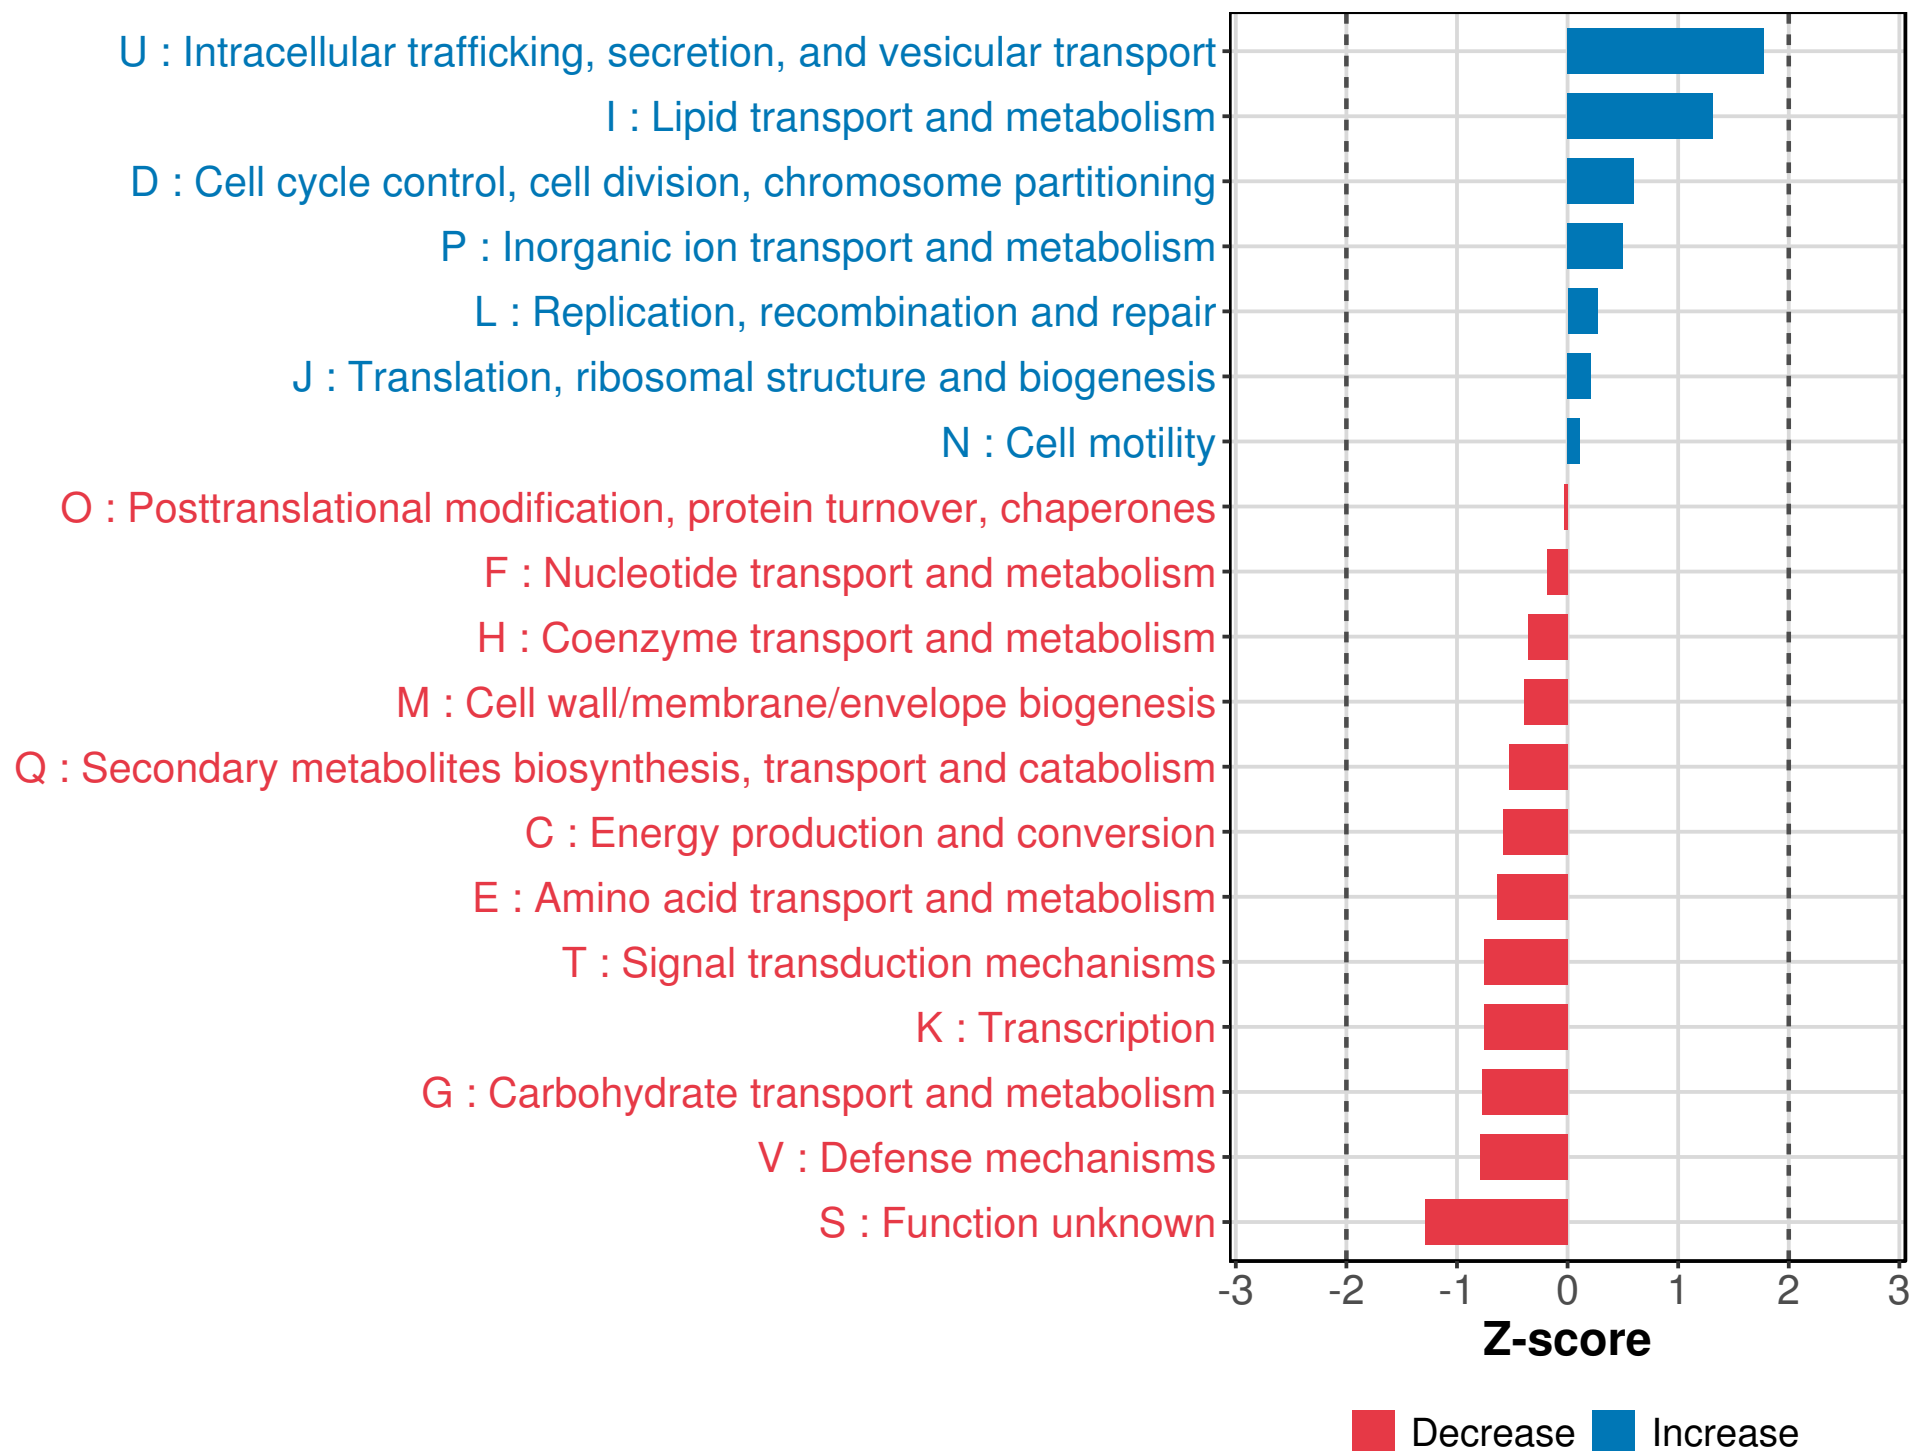 U : Intracellular trafficking, secretion, and vesicular transport
I : Lipid transport and metabolism
D : Cell cycle control, cell division, chromosome partitioning
P : Inorganic ion transport and metabolism
L : Replication, recombination and repair
J : Translation, ribosomal structure and biogenesis
N : Cell motility
O : Posttranslational modification, protein turnover, chaperones
F : Nucleotide transport and metabolism
H : Coenzyme transport and metabolism
M : Cell wall/membrane/envelope biogenesis
Q : Secondary metabolites biosynthesis, transport and catabolism
C : Energy production and conversion
E : Amino acid transport and metabolism
T : Signal transduction mechanisms
K : Transcription
G : Carbohydrate transport and metabolism
V : Defense mechanisms
S : Function unknown
-3 -2 -1 0 1 2 3
Z-score
Decrease Increase